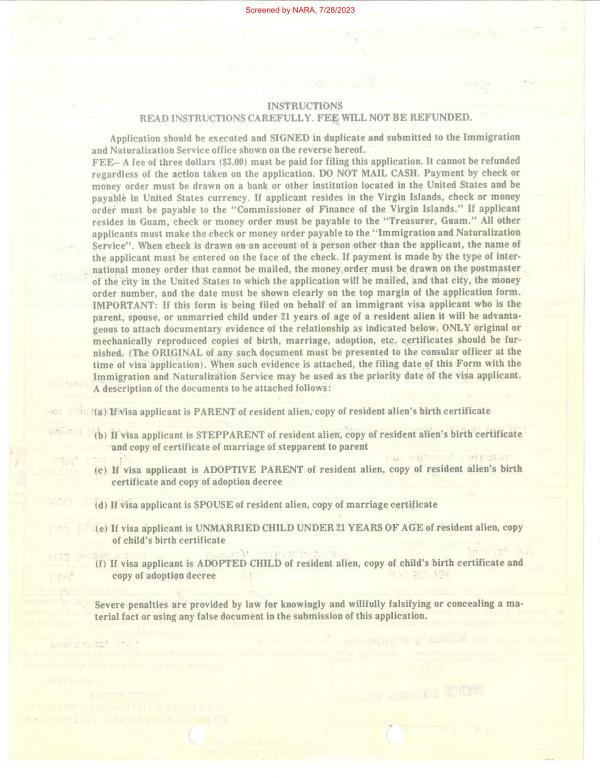 Screened by NARA, 7/28/2023
INSTRUCTIONS
READ INSTRUCTIONS CAREFULLY. FEE WILL NOT BE REFUNDED.
Application should be executed and SIGNED in duplicate and submitted to the Immigration
and Naturalization Service office shown on the reverse hereof.
FEE-- A fee of three dollars ($3.00) must be paid for filing this application. It cannot be refunded
regardless of the action taken on the application. DO NOT MAIL CASH. Payment by check or
money order must be drawn on a bank or other institution located in the United States and be
payable in United States currency. If applicant resides in the Virgin Islands, check or money
order must be payable to the "Commissioner of Finance of the Virgin Islands." If applicant
resides in Guam, check or money order must be payable to the "Treasurer, Guam." All other
applicants must make the check or money order payable to the "Immigration and Naturalization
Service". When check is drawn on an account of a person other than the applicant, the name of
the applicant must be entered on the face of the check. If payment is made by the type of inter-
national money order that cannot be mailed, the money order must be drawn on the postmaster
of the city in the United States to which the application will be mailed, and that city, the money
order number, and the date must be shown clearly on the top margin of the application form.
IMPORTANT: If this form is being filed on behalf of an immigrant visa applicant who is the
parent, spouse, or unmarried child under 21 years of age of a resident alien it will be advanta-
geous to attach documentary evidence of the relationship as indicated below. ONLY original or
mechanically reproduced copies of birth, marriage, adoption, etc. certificates should be fur-
nished. (The ORIGINAL of any such document must be presented to the consular officer at the
time of visa application). When such evidence is attached, the filing date of this Form with the
Immigration and Naturalization Service may be used as the priority date of the visa applicant.
A description of the documents to be attached follows:
(a) If visa applicant is PARENT of resident alien, copy of resident alien's birth certificate
(b) If visa applicant is STEPPARENT of resident alien, copy of resident alien's birth certificate
and copy of certificate of marriage of stepparent to parent
(c) If visa applicant is ADOPTIVE PARENT of resident alien, copy of resident alien's birth
certificate and copy of adoption decree
(d) If visa applicant is SPOUSE of resident alien, copy of marriage certificate
(e) If visa applicant is UNMARRIED CHILD UNDER 21 YEARS OF AGE of resident alien, copy
of child's birth certificate
(f) If visa applicant is ADOPTED CHILD of resident alien, copy of child's birth certificate and
copy of adoption decree
Severe penalties are provided by law for knowingly and willfully falsifying or concealing a ma-
terial fact or using any false document in the submission of this application.